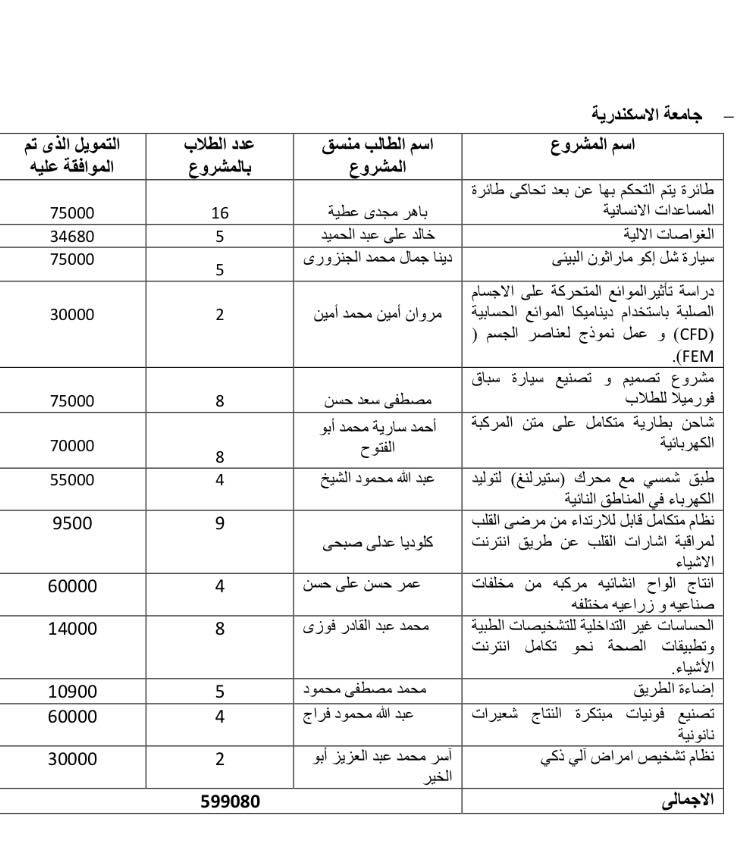 – جامعة الاسكندرية
اسم المشروع
اسم الطالب منسق
المشروع
عدد الطلاب
بالمشروع
التمويل الذى تم
الموافقة عليه
طائرة يتم التحكم بها عن بعد تحاكى طائرة
المساعدات الانسانية
باهر مجدى عطية
16
75000
الغواصات الالية
خالد على عبد الحميد
5
34680
سيارة شل إكو ماراثون البيئى
دينا جمال محمد الجنزورى
5
75000
دراسة تأثير الموائع المتحركة على الاجسام
الصلبة باستخدام ديناميكا الموائع الحسابية
(CFD) و عمل نموذج لعناصر الجسم (
FEM).
مروان أمين محمد أمين
2
30000
مشروع تصميم و تصنيع سيارة سباق
فورميلا للطلاب
مصطفى سعد حسن
8
75000
شاحن بطارية متكامل على متن المركبة
الكهربائية
أحمد سارية محمد أبو
الفتوح
8
70000
طبق شمسي مع محرك (ستيرلنغ) لتوليد
الكهرباء في المناطق النائية
عبد الله محمود الشيخ
4
55000
نظام متكامل قابل للارتداء من مرضى القلب
لمراقبة اشارات القلب عن طريق انترنت
الاشياء
كلوديا عدلى صبحى
9
9500
انتاج الواح انشائيه مركبه من مخلفات
صناعيه و زراعيه مختلفه
عمر حسن على حسن
4
60000
الحساسات غير التداخلية للتشخيصات الطبية
وتطبيقات الصحة نحو تكامل انترنت
الأشياء.
محمد عبد القادر فوزى
8
14000
إضاءة الطريق
محمد مصطفى محمود
5
10900
تصنيع فونيات مبتكرة النتاج شعيرات
نانونية
عبد الله محمود فراج
4
60000
نظام تشخيص امراض آلي ذكي
آسر محمد عبد العزيز أبو
الخير
2
30000
الاجمالى
599080